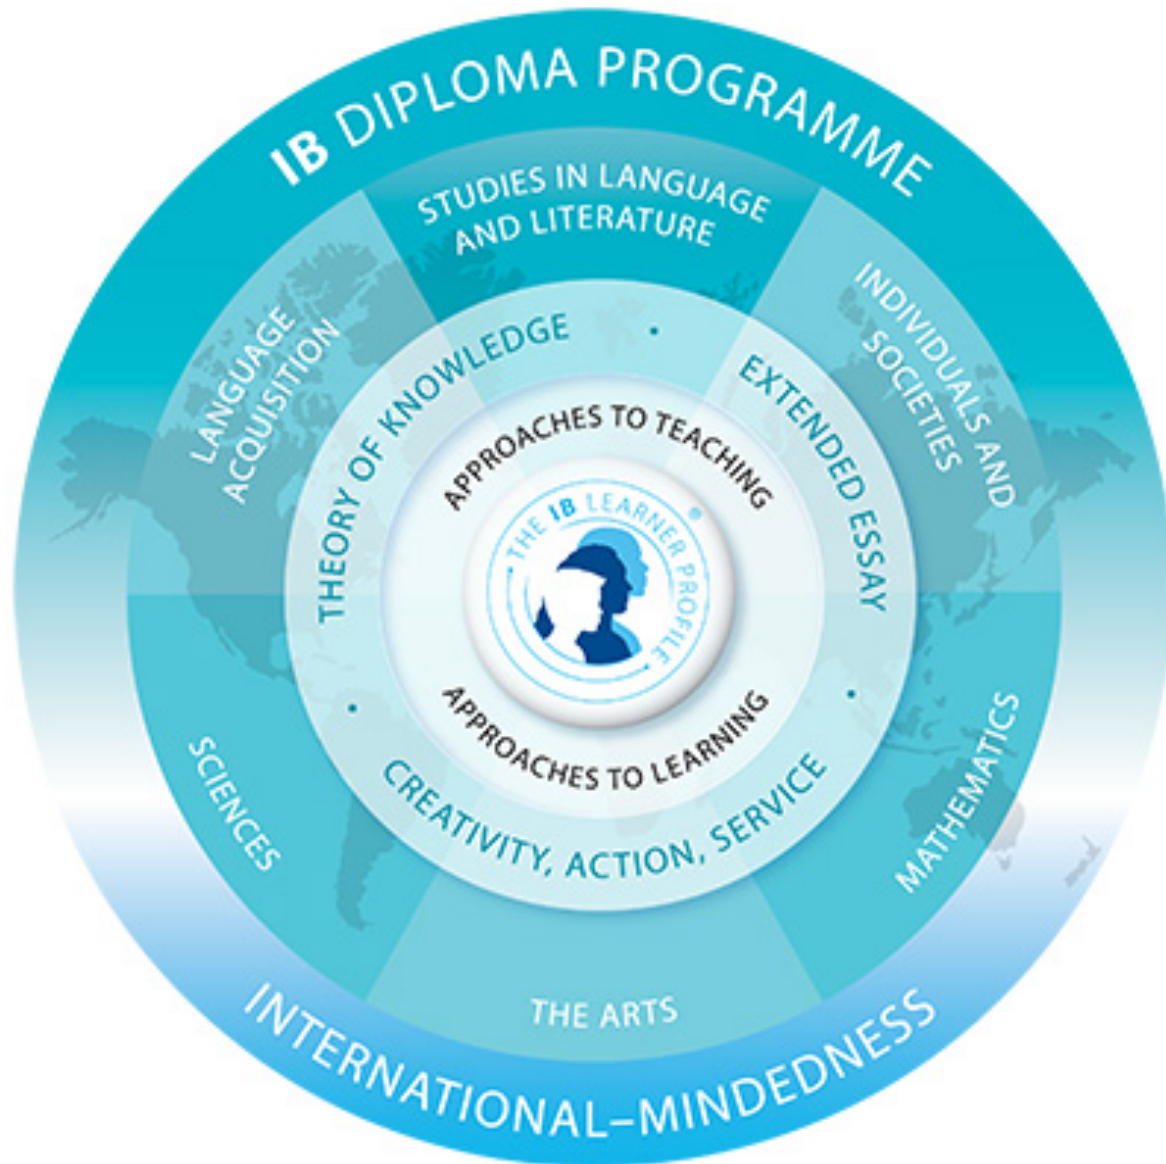 IB DIPLOMA PROGRAMME
STUDIES IN LANGUAGE
AND LITERATURE
LANGUAGE
ACQUISITION
INDIVIDUALS AND
SOCIETIES
THEORY OF KNOWLEDGE
EXTENDED ESSAY
APPROACHES TO TEACHING
• THE IB LEARNER PROFILE • ®
APPROACHES TO LEARNING
CREATIVITY, ACTION, SERVICE
SCIENCES
MATHEMATICS
THE ARTS
INTERNATIONAL–MINDEDNESS